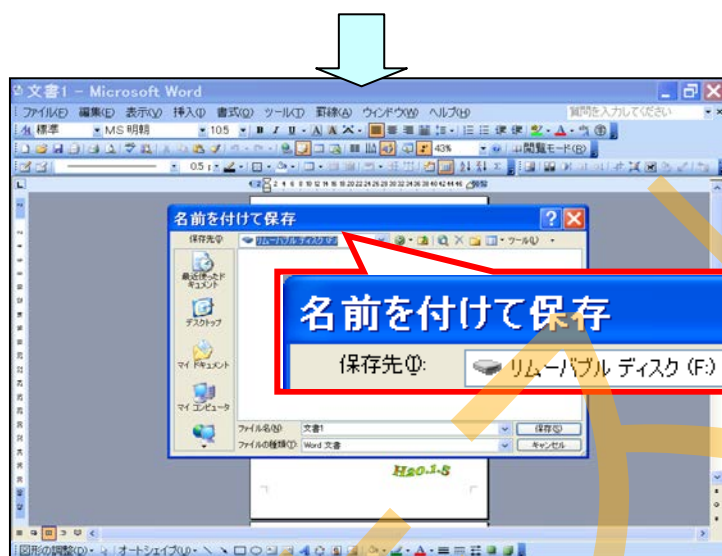 文書1 - Microsoft Word
ファイル(F) 編集(E) 表示(V) 挿入(I) 書式(O) ツール(T) 罫線(A) ウィンドウ(W) ヘルプ(H) 質問を入力してください
標準 MS 明朝 10.5 B I U
43% 閲覧モード(R)
0.5
名前を付けて保存
保存先(I): リムーバブル ディスク (F:) ツール(L)
最近使ったドキュメント
デスクトップ
マイ ドキュメント
マイ コンピュータ
名前を付けて保存
保存先(I): リムーバブル ディスク (F:)
ファイル名(N): 文書1 保存(S)
ファイルの種類(T): Word 文書 キャンセル
H20.1.8
図形の調整(D) オートシェイプ(U)